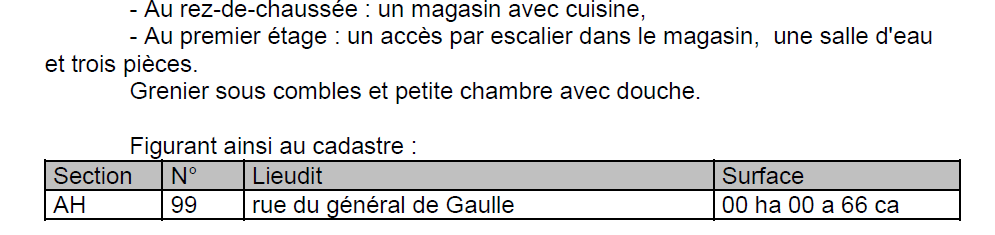 - Au rez-de-chaussée : un magasin avec cuisine,
- Au premier étage : un accès par escalier dans le magasin, une salle d'eau
et trois pièces.
Grenier sous combles et petite chambre avec douche.
Figurant ainsi au cadastre :
Section N° Lieudit Surface
AH 99 rue du général de Gaulle 00 ha 00 a 66 ca